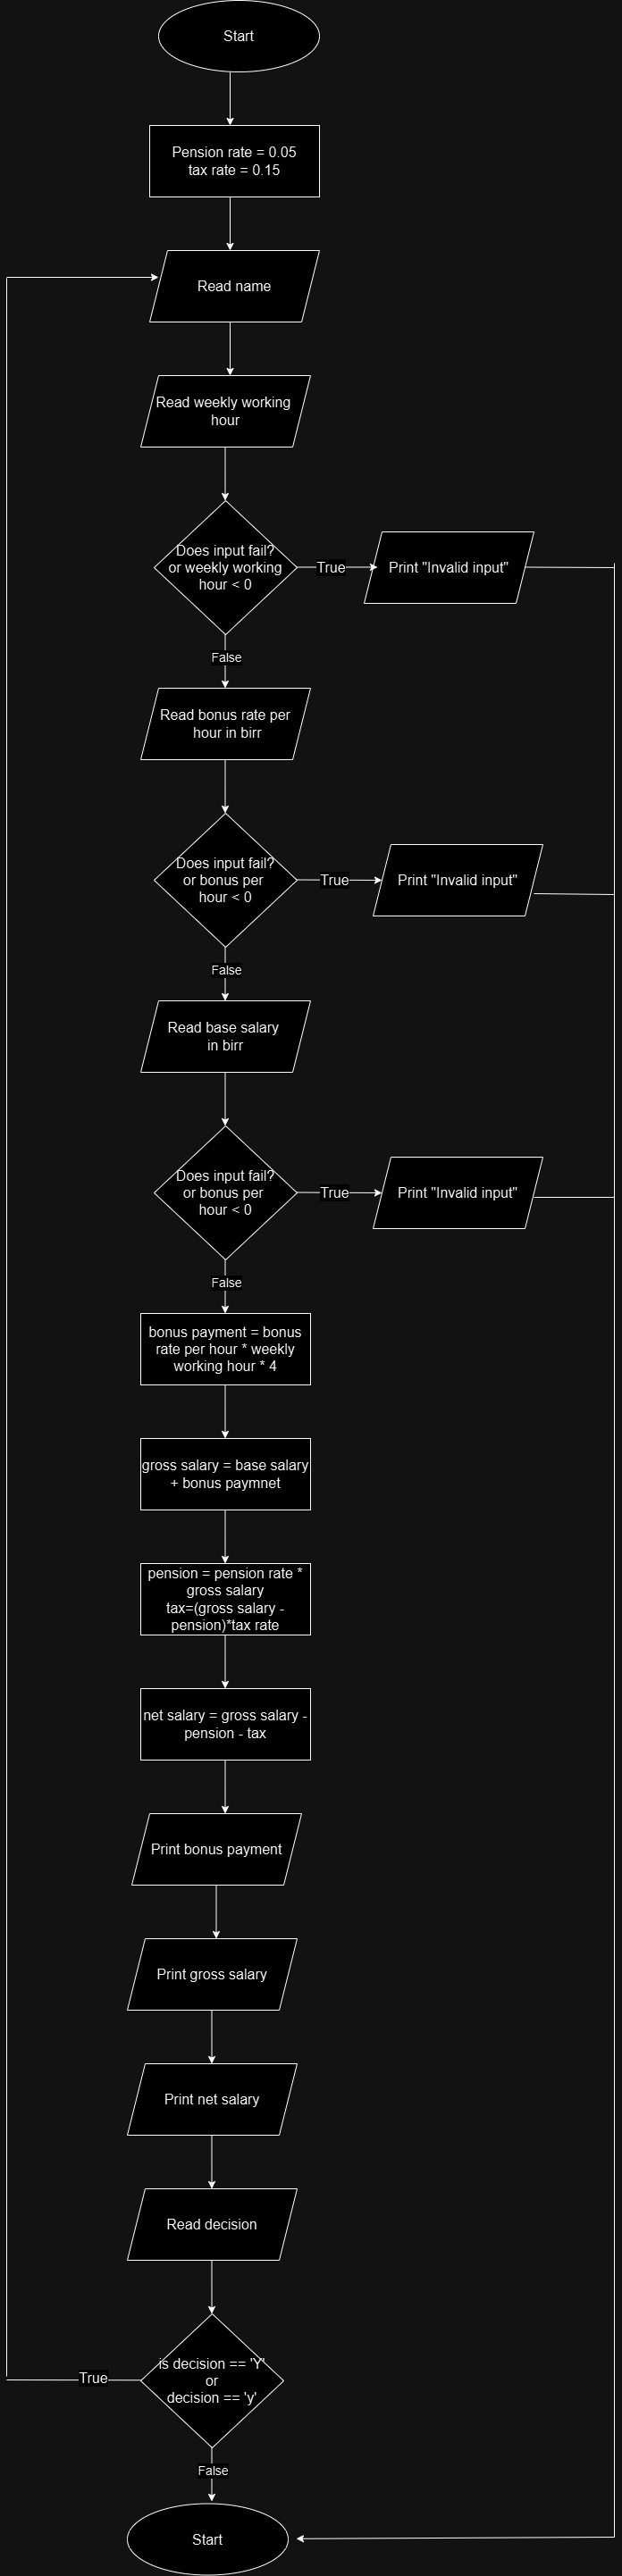 Start
Pension rate = 0.05
tax rate = 0.15
Read name
Read weekly working
hour
Does input fail?
or weekly working
hour < 0
True
Print "Invalid input"
False
Read bonus rate per
hour in birr
Does input fail?
or bonus per
hour < 0
True
Print "Invalid input"
False
Read base salary
in birr
Does input fail?
or bonus per
hour < 0
True
Print "Invalid input"
False
bonus payment = bonus
rate per hour * weekly
working hour * 4
gross salary = base salary
+ bonus paymnet
pension = pension rate *
gross salary
tax=(gross salary -
pension)*tax rate
net salary = gross salary -
pension - tax
Print bonus payment
Print gross salary
Print net salary
Read decision
is decision == 'Y'
or
decision == 'y'
True
False
Start